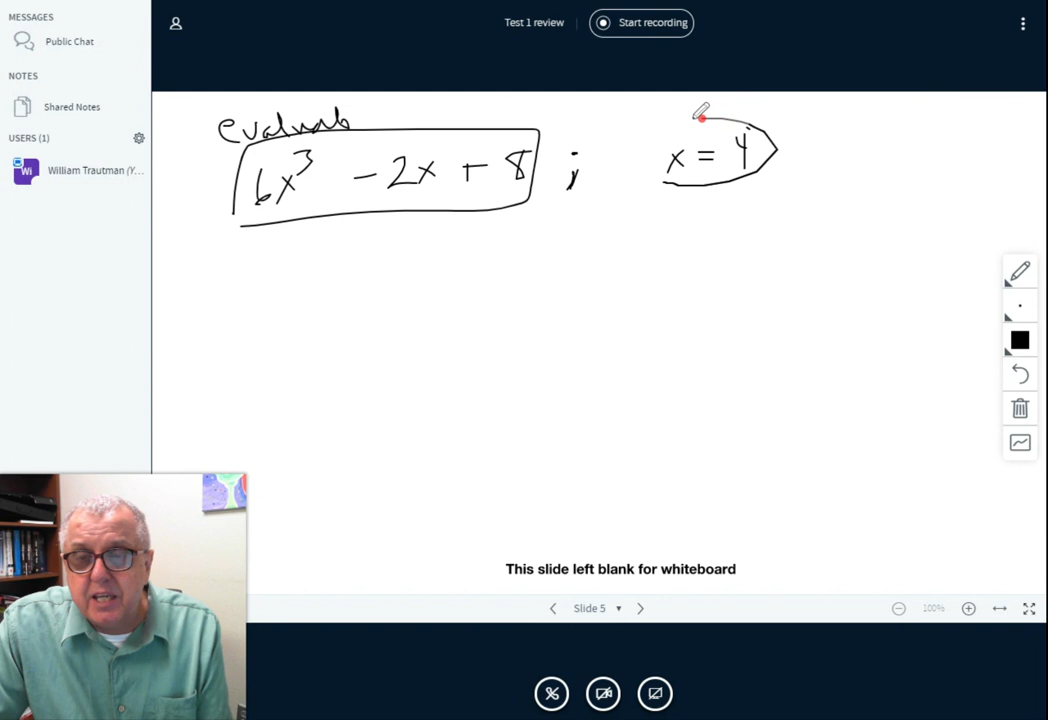 MESSAGES
Public Chat
NOTES
Shared Notes
USERS (1)
Wi William Trautman (Y...
Test 1 review
Start recording
evaluate
6x³ - 2x + 8 ; x = 4
This slide left blank for whiteboard
Slide 5
100%